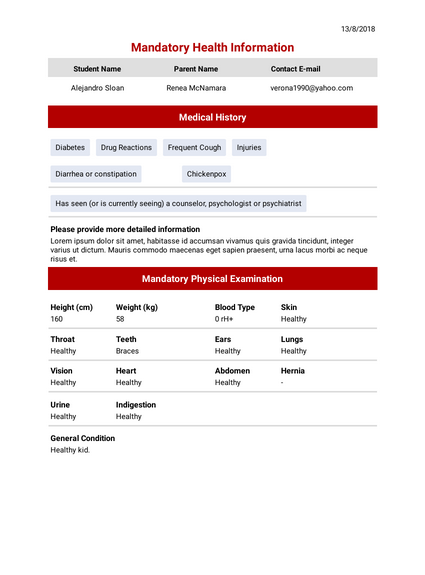 13/8/2018
Mandatory Health Information
Student Name Parent Name Contact E-mail
Alejandro Sloan Renea McNamara verona1990@yahoo.com
Medical History
Diabetes Drug Reactions Frequent Cough Injuries
Diarrhea or constipation Chickenpox
Has seen (or is currently seeing) a counselor, psychologist or psychiatrist
Please provide more detailed information
Lorem ipsum dolor sit amet, habitasse id accumsan vivamus quis gravida tincidunt, integer
varius ut dictum. Mauris commodo maecenas eget sapien praesent, urna lacus morbi ac neque
risus et.
Mandatory Physical Examination
Height (cm) Weight (kg) Blood Type Skin
160 58 0 rH+ Healthy
Throat Teeth Ears Lungs
Healthy Braces Healthy Healthy
Vision Heart Abdomen Hernia
Healthy Healthy Healthy -
Urine Indigestion
Healthy Healthy
General Condition
Healthy kid.